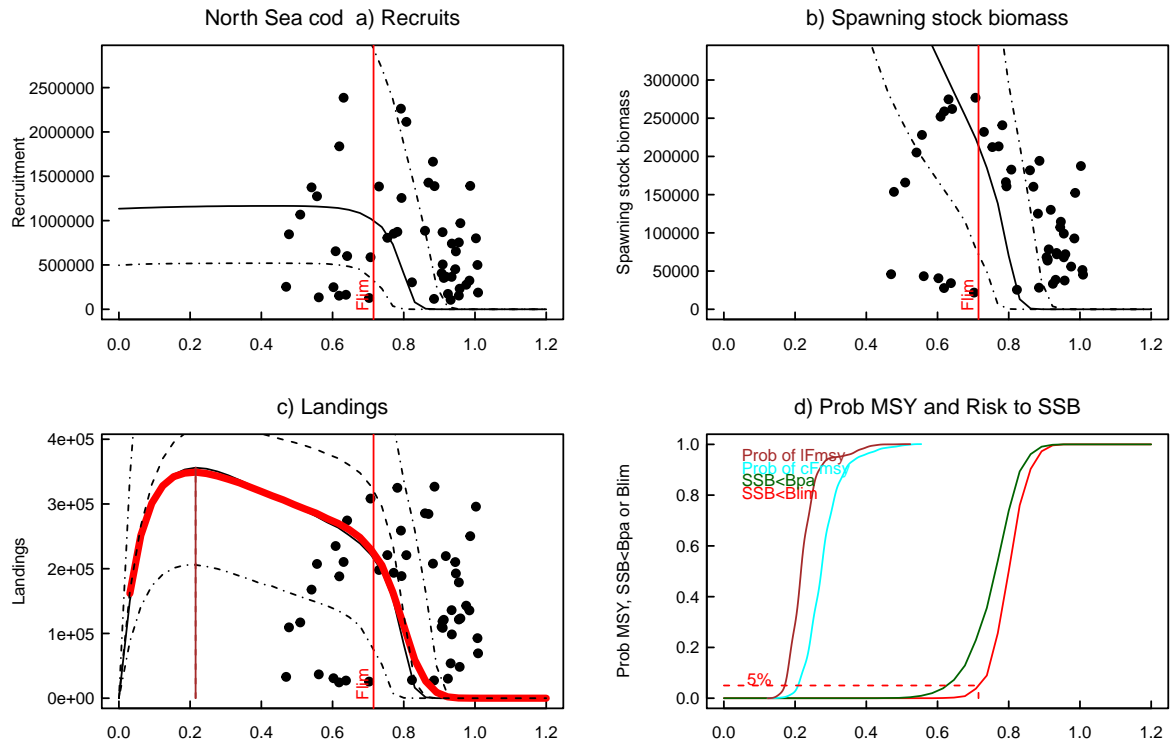 North Sea cod a) Recruits
Recruitment
2500000
2000000
1500000
1000000
500000
0
Flim
0.0 0.2 0.4 0.6 0.8 1.0 1.2
b) Spawning stock biomass
Spawning stock biomass
300000
250000
200000
150000
100000
50000
0
Flim
0.0 0.2 0.4 0.6 0.8 1.0 1.2
c) Landings
Landings
4e+05
3e+05
2e+05
1e+05
0e+00
Flim
0.0 0.2 0.4 0.6 0.8 1.0 1.2
d) Prob MSY and Risk to SSB
Prob MSY, SSB<Bpa or Blim
1.0
0.8
0.6
0.4
0.2
0.0
Prob of lFmsy
Prob of cFmsy
SSB<Bpa
SSB<Blim
5%
0.0 0.2 0.4 0.6 0.8 1.0 1.2